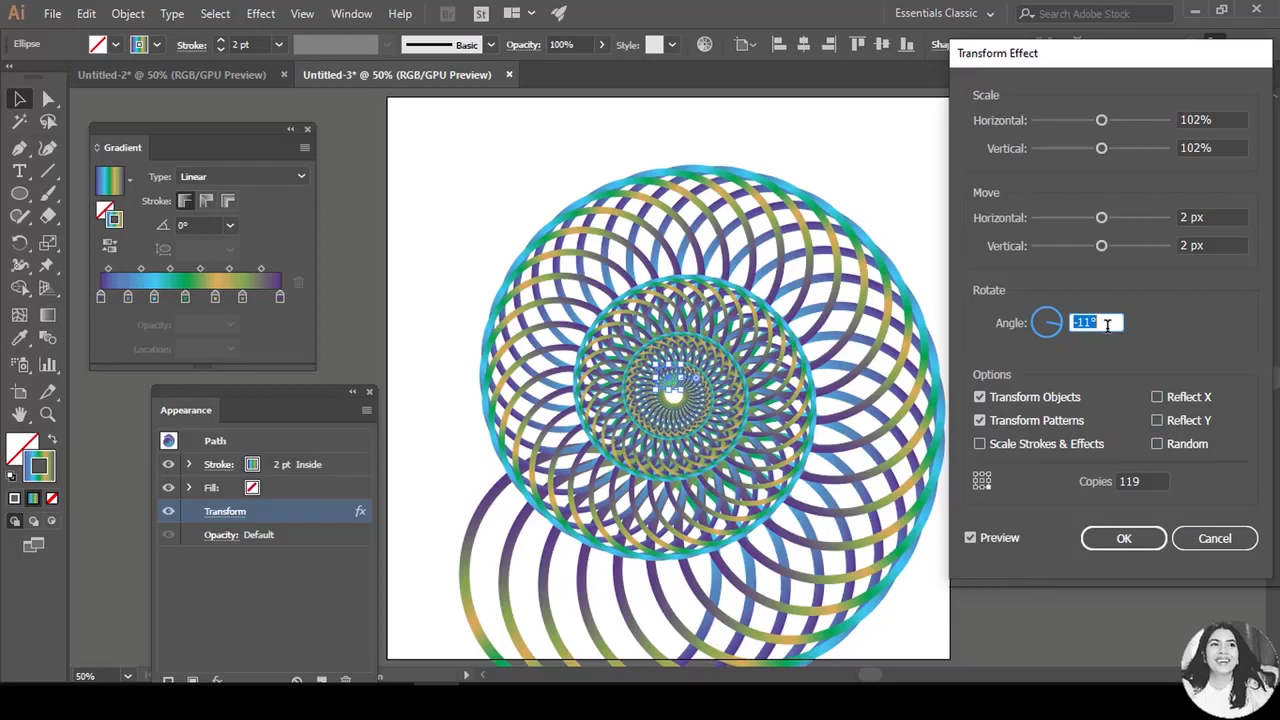 Ai File Edit Object Type Select Effect View Window Help Br St Essentials Classic Search Adobe Stock
Ellipse Stroke: 2 pt Basic Opacity: 100% Style:
Untitled-2* @ 50% (RGB/GPU Preview) Untitled-3* @ 50% (RGB/GPU Preview)
Gradient
Type: Linear
Stroke:
0°
Opacity:
Location:
Appearance
Path
Stroke: 2 pt Inside
Fill:
Transform fx
Opacity: Default
50%
Transform Effect
Scale
Horizontal: 102%
Vertical: 102%
Move
Horizontal: 2 px
Vertical: 2 px
Rotate
Angle: -11°
Options
Transform Objects Reflect X
Transform Patterns Reflect Y
Scale Strokes & Effects Random
Copies 119
Preview OK Cancel